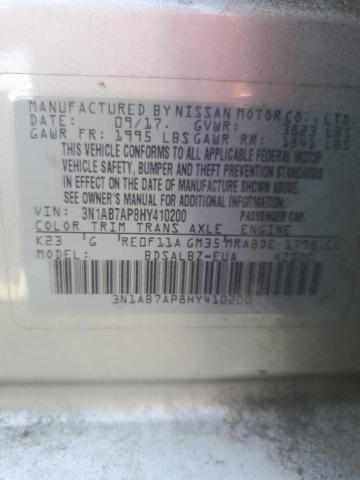 MANUFACTURED BY NISSAN MOTOR CO., LTD.
DATE: 09/17. GVWR: 3823 LBS
GAWR FR: 1995 LBS GAWR RR: 1841 LBS
THIS VEHICLE CONFORMS TO ALL APPLICABLE FEDERAL MOTOR
VEHICLE SAFETY, BUMPER AND THEFT PREVENTION STANDARDS
IN EFFECT ON THE DATE OF MANUFACTURE SHOWN ABOVE.
SEE OWNER'S MANUAL FOR ADDITIONAL INFORMATION.
VIN: 3N1AB7AP8HY410200 PASSENGER CAR
COLOR TRIM TRANS AXLE ENGINE
K23 G RE0F11A GM35 MRA8DE 1798 CC
MODEL: BDSALBZ-EUA
3N1AB7AP8HY410200